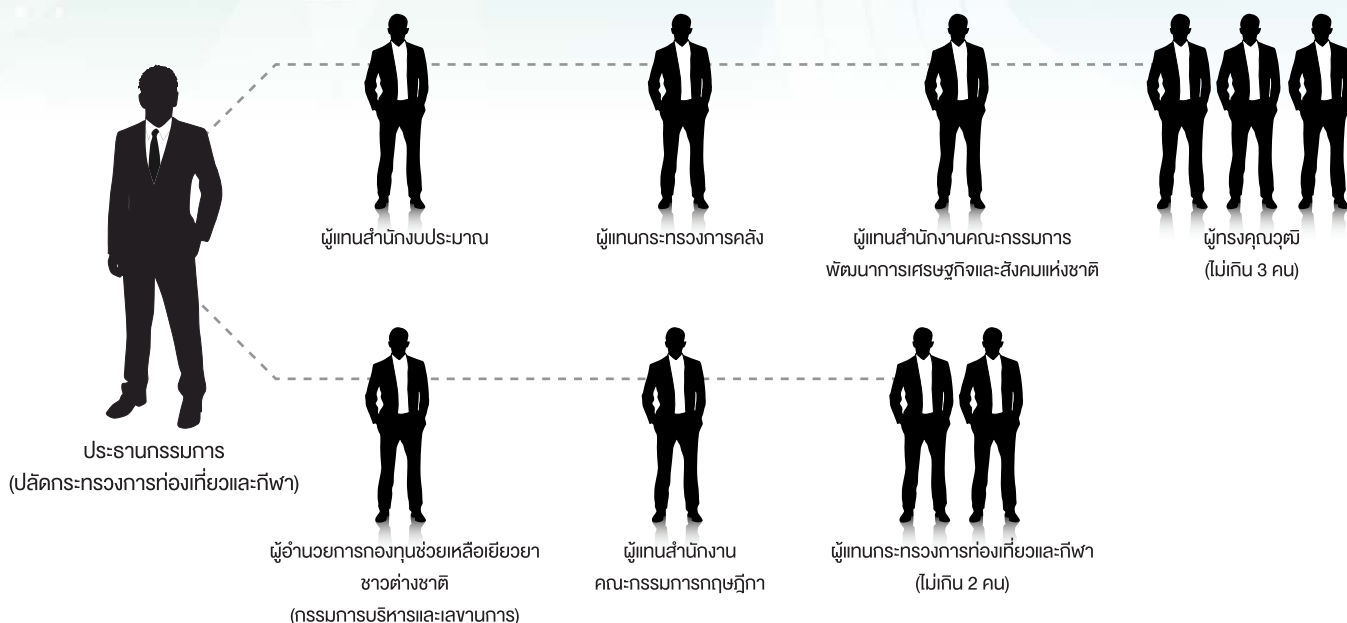 ผู้แทนสำนักงบประมาณ
ผู้แทนกระทรวงการคลัง
ผู้แทนสำนักงานคณะกรรมการ
พัฒนาการเศรษฐกิจและสังคมแห่งชาติ
ผู้ทรงคุณวุฒิ
(ไม่เกิน 3 คน)
ประธานกรรมการ
(ปลัดกระทรวงการท่องเที่ยวและกีฬา)
ผู้อำนวยการกองทุนช่วยเหลือเยียวยา
ชาวต่างชาติ
(กรรมการบริหารและเลขานุการ)
ผู้แทนสำนักงาน
คณะกรรมการกฤษฎีกา
ผู้แทนกระทรวงการท่องเที่ยวและกีฬา
(ไม่เกิน 2 คน)